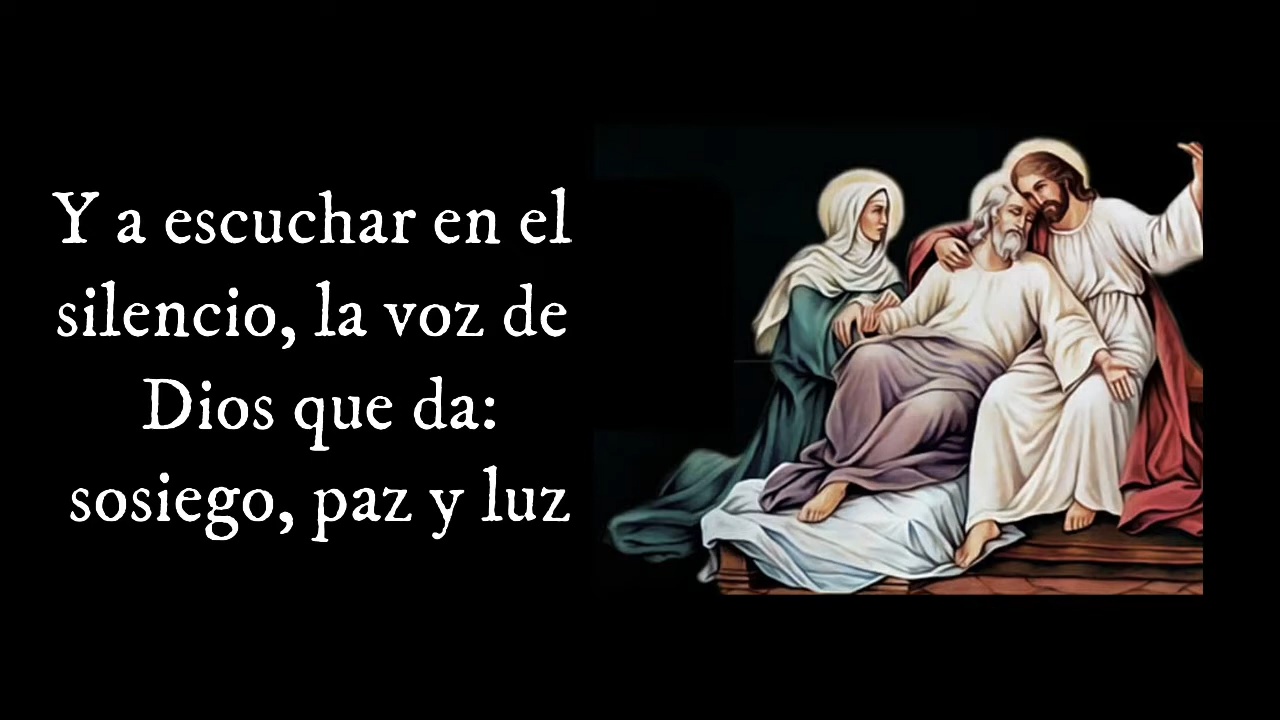 Y a escuchar en el
silencio, la voz de
Dios que da:
sosiego, paz y luz